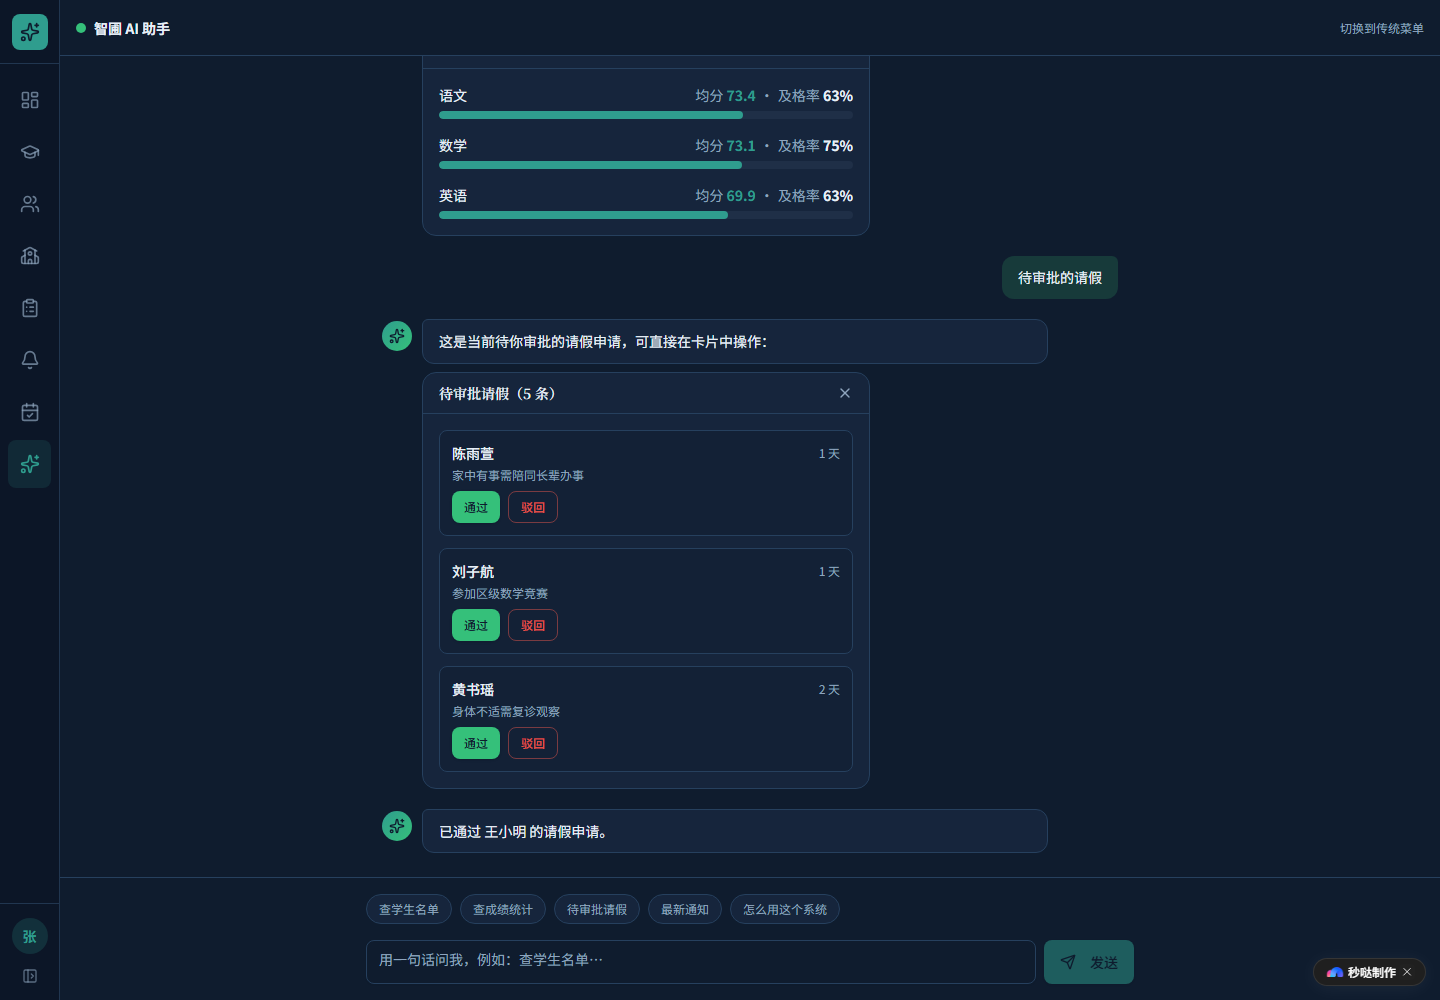 智圃 AI 助手
切换到传统菜单
语文
均分 73.4 · 及格率 63%
数学
均分 73.1 · 及格率 75%
英语
均分 69.9 · 及格率 63%
待审批的请假
这是当前待你审批的请假申请，可直接在卡片中操作：
待审批请假（5 条）
陈雨萱
1 天
家中有事需陪同长辈办事
通过
驳回
刘子航
1 天
参加区级数学竞赛
通过
驳回
黄书瑶
2 天
身体不适需复诊观察
通过
驳回
已通过 王小明 的请假申请。
查学生名单
查成绩统计
待审批请假
最新通知
怎么用这个系统
张
用一句话问我，例如：查学生名单…
发送
秒哒制作